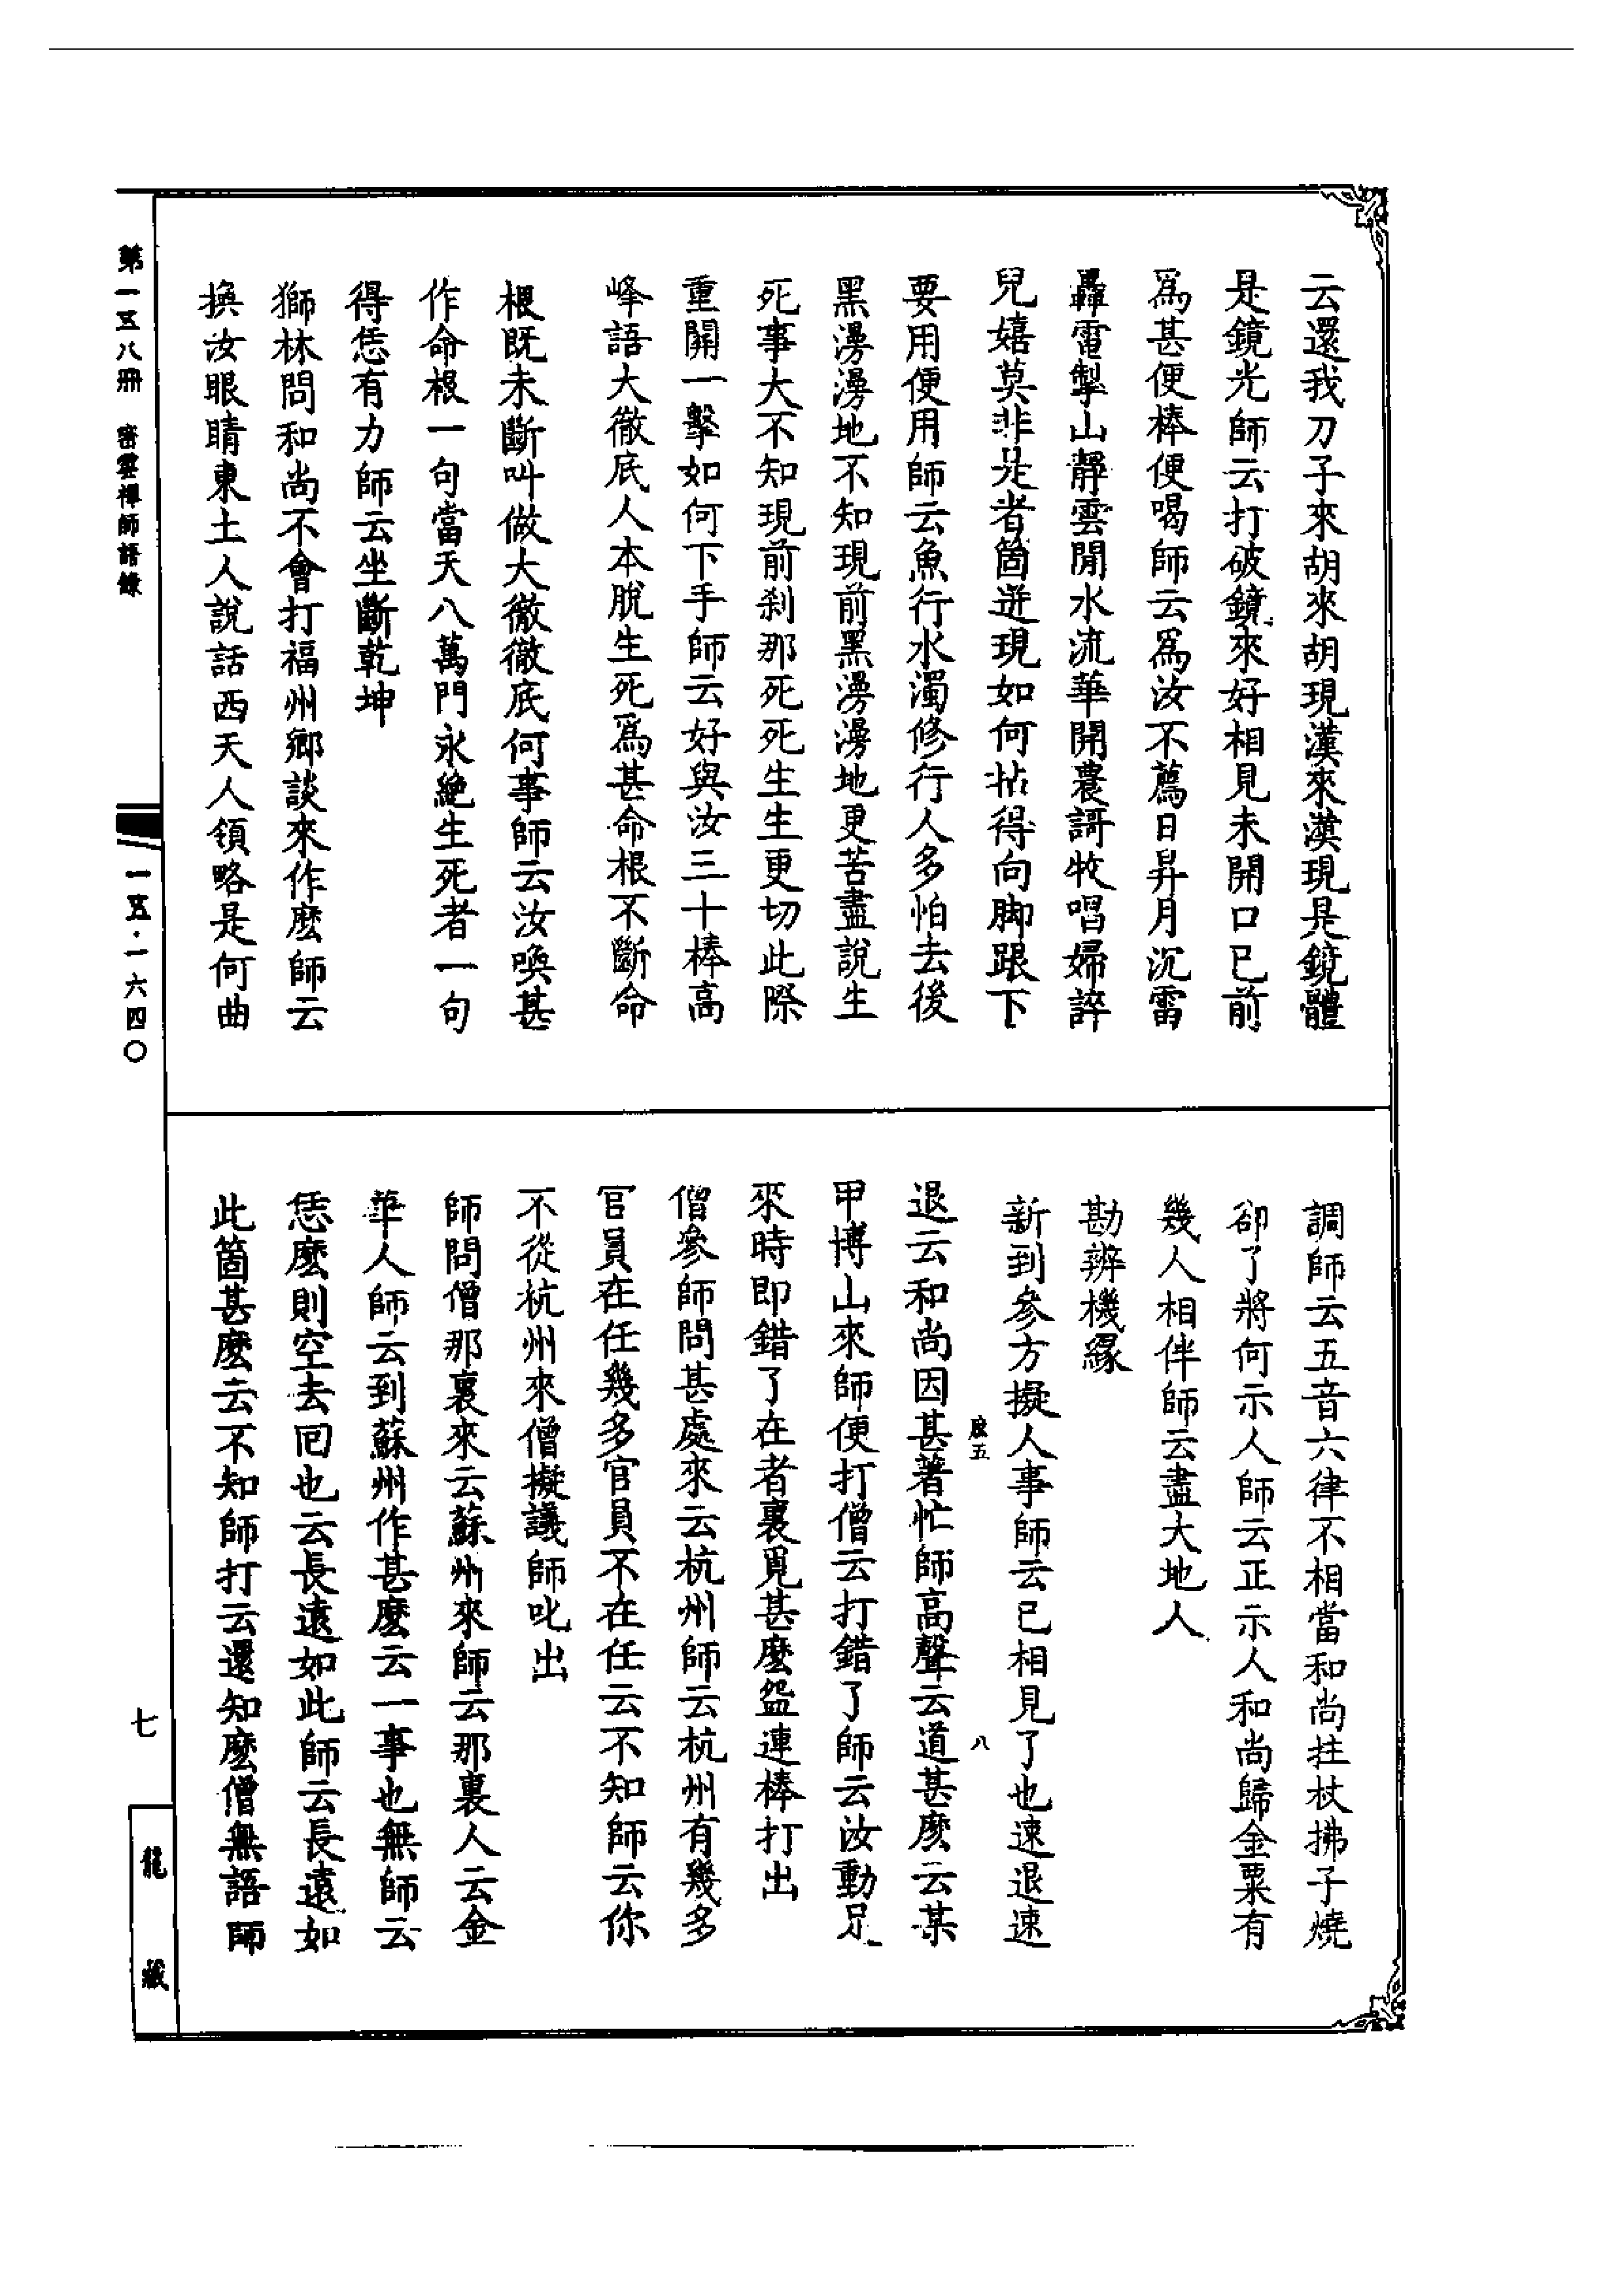 云還我刀子來胡來胡現漢來漢現是鏡體
是鏡光師云打破鏡來好相見未開口已前
爲甚便棒便喝師云爲汝不薦日昇月沉雷
轟電掣山靜雲閒水流華開農謌牧唱婦誶
兒嬉莫非是者箇迸現如何拈得向脚跟下
要用便用師云魚行水濁修行人多怕去後
黑漫漫地不知現前黑漫漫地更苦盡說生
死事大不知現前刹那死死生生更切此際
重關一擊如何下手師云好與汝三十棒高
峰語大徹底人本脫生死爲甚命根不斷命
根既未斷叫做大徹徹底何事師云汝喚甚
作命根一句當天八萬門永絕生死者一句
得恁有力師云坐斷乾坤
獅林問和尚不會打福州鄉談來作麼師云
換汝眼睛東土人說話西天人領略是何曲
調師云五音六律不相當和尚拄杖拂子燒
卻了將何示人師云正示人和尚歸金粟有
幾人相伴師云盡大地人
勘辨機緣
新到參方擬人事師云已相見了也速退速
五
八
退云和尚因甚著忙師高聲云道甚麼云某
甲博山來師便打僧云打錯了師云汝動足
來時即錯了在者裏覓甚麼盌連棒打出
僧參師問甚處來云杭州師云杭州有幾多
官員在任幾多官員不在任云不知師云你
不從杭州來僧擬議師叱出
師問僧那裏來云蘇州來師云那裏人云金
華人師云到蘇州作甚麼云一事也無師云
恁麼則空去回也云長遠如此師云長遠如
此箇甚麼云不知師打云還知麼僧無語師
第一五八冊 密雲禪師語錄
一五·一六四〇
七
龍藏